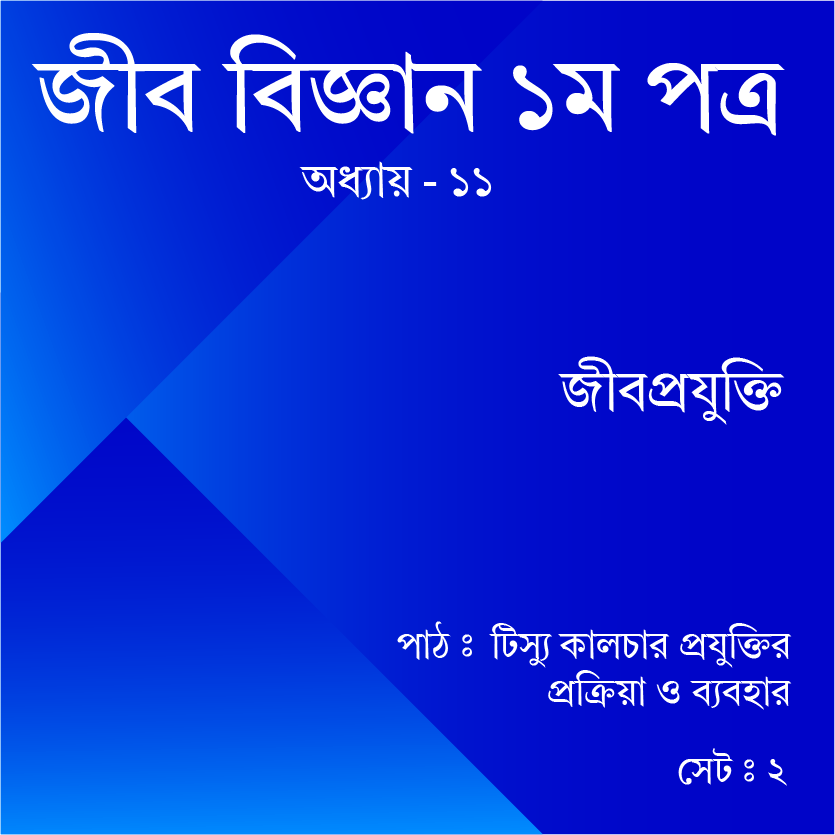 জীব বিজ্ঞান ১ম পত্র
অধ্যায় - ১১
জীবপ্রযুক্তি
পাঠ ঃ টিস্যু কালচার প্রযুক্তির
প্রক্রিয়া ও ব্যবহার
সেট ঃ ২